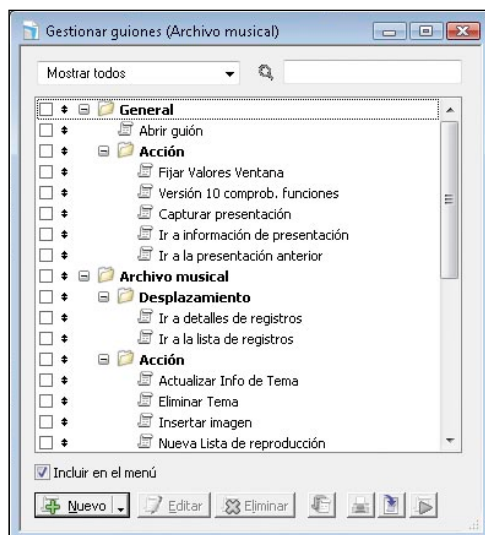 Gestionar guiones (Archivo musical)
Mostrar todos
General
Abrir guión
Acción
Fijar Valores Ventana
Versión 10 comprob. funciones
Capturar presentación
Ir a información de presentación
Ir a la presentación anterior
Archivo musical
Desplazamiento
Ir a detalles de registros
Ir a la lista de registros
Acción
Actualizar Info de Tema
Eliminar Tema
Insertar imagen
Nueva Lista de reproducción
Incluir en el menú
Nuevo Editar Eliminar